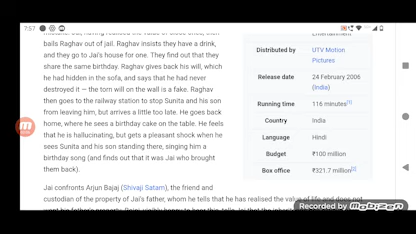 7:57
Entertainment
bails Raghav out of jail. Raghav insists they have a drink,
and they go to Jai's house for one. They find out that they
share the same birthday. Raghav gives back his will, which
he had hidden in the sofa, and says that he had never
destroyed it — the torn will on the wall is a fake. Raghav
then goes to the railway station to stop Sunita and his son
from leaving him, but arrives a little too late. He goes back
home, where he sees a birthday cake on the table. He feels
that he is hallucinating, but gets a pleasant shock when he
sees Sunita and his son standing there, singing him a
birthday song (and finds out that it was Jai who brought
them back).
Jai confronts Arjun Bajaj (Shivaji Satam), the friend and
custodian of the property of Jai's father, whom he tells that he has realised the value of life and does not
Distributed by UTV Motion
Pictures
Release date 24 February 2006
(India)
Running time 116 minutes[1]
Country India
Language Hindi
Budget ₹100 million
Box office ₹321.7 million[2]
Recorded by mobizen